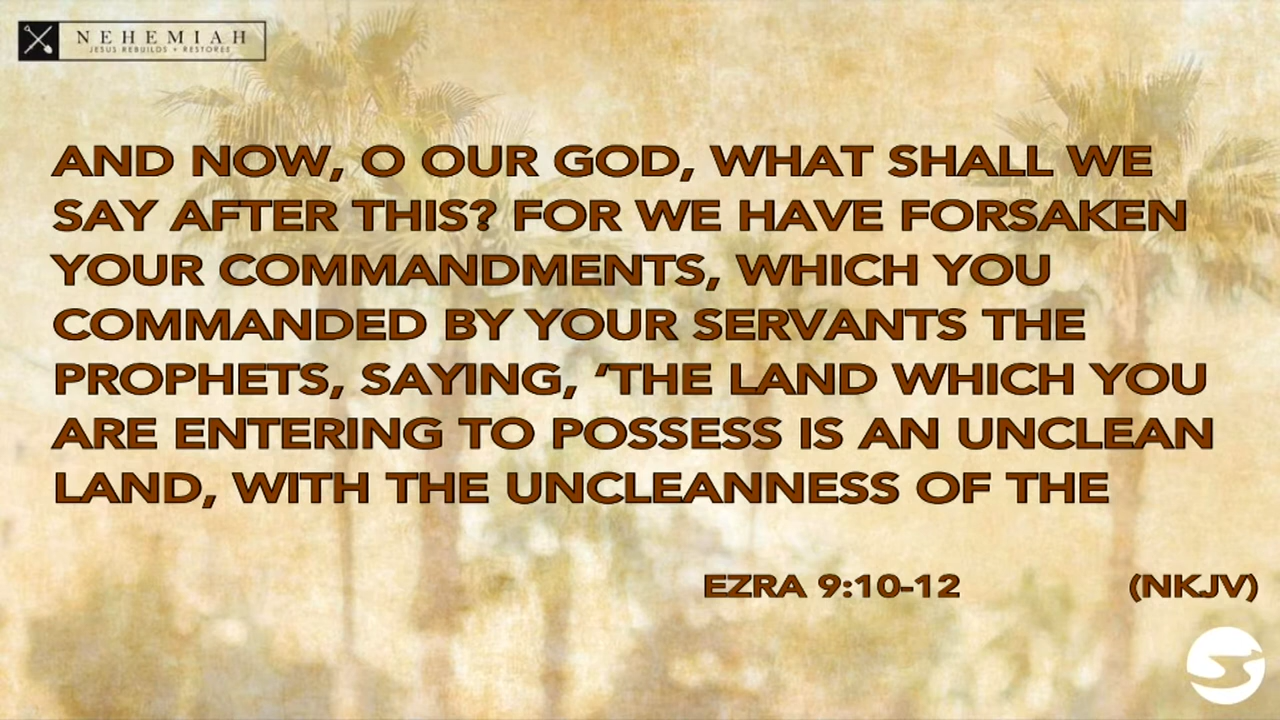 NEHEMIAH
JESUS REBUILDS + RESTORES
AND NOW, O OUR GOD, WHAT SHALL WE
SAY AFTER THIS? FOR WE HAVE FORSAKEN
YOUR COMMANDMENTS, WHICH YOU
COMMANDED BY YOUR SERVANTS THE
PROPHETS, SAYING, ‘THE LAND WHICH YOU
ARE ENTERING TO POSSESS IS AN UNCLEAN
LAND, WITH THE UNCLEANNESS OF THE
EZRA 9:10-12 (NKJV)